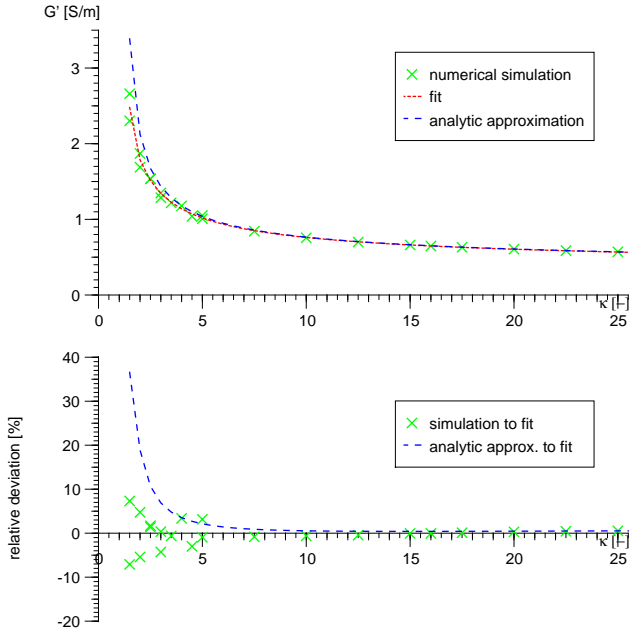 G' [S/m]
3
2
1
0
numerical simulation
fit
analytic approximation
κ [-]
0 5 10 15 20 25
relative deviation [%]
40
30
20
10
0
-10
-20
simulation to fit
analytic approx. to fit
κ [-]
0 5 10 15 20 25